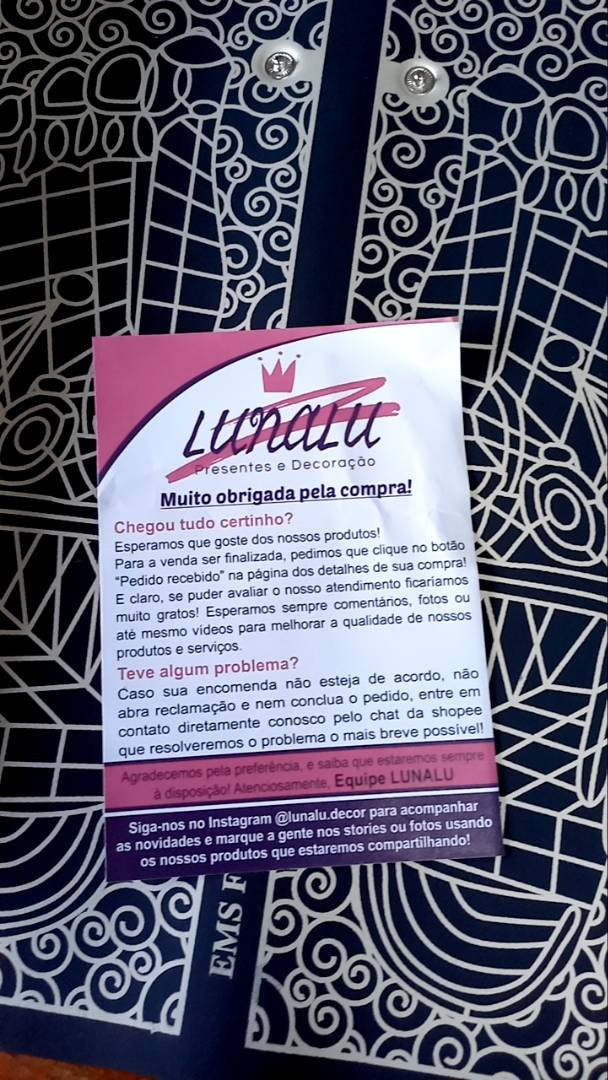 LUNALU
Presentes e Decoração
Muito obrigada pela compra!
Chegou tudo certinho?
Esperamos que goste dos nossos produtos!
Para a venda ser finalizada, pedimos que clique no botão
"Pedido recebido" na página dos detalhes de sua compra!
E claro, se puder avaliar o nosso atendimento ficaríamos
muito gratos! Esperamos sempre comentários, fotos ou
até mesmo vídeos para melhorar a qualidade de nossos
produtos e serviços.
Teve algum problema?
Caso sua encomenda não esteja de acordo, não
abra reclamação e nem conclua o pedido, entre em
contato diretamente conosco pelo chat da shopee
que resolveremos o problema o mais breve possível!
Agradecemos pela preferência, e saiba que estaremos sempre
à disposição! Atenciosamente, Equipe LUNALU
Siga-nos no Instagram @lunalu.decor para acompanhar
as novidades e marque a gente nos stories ou fotos usando
os nossos produtos que estaremos compartilhando!
EMS F